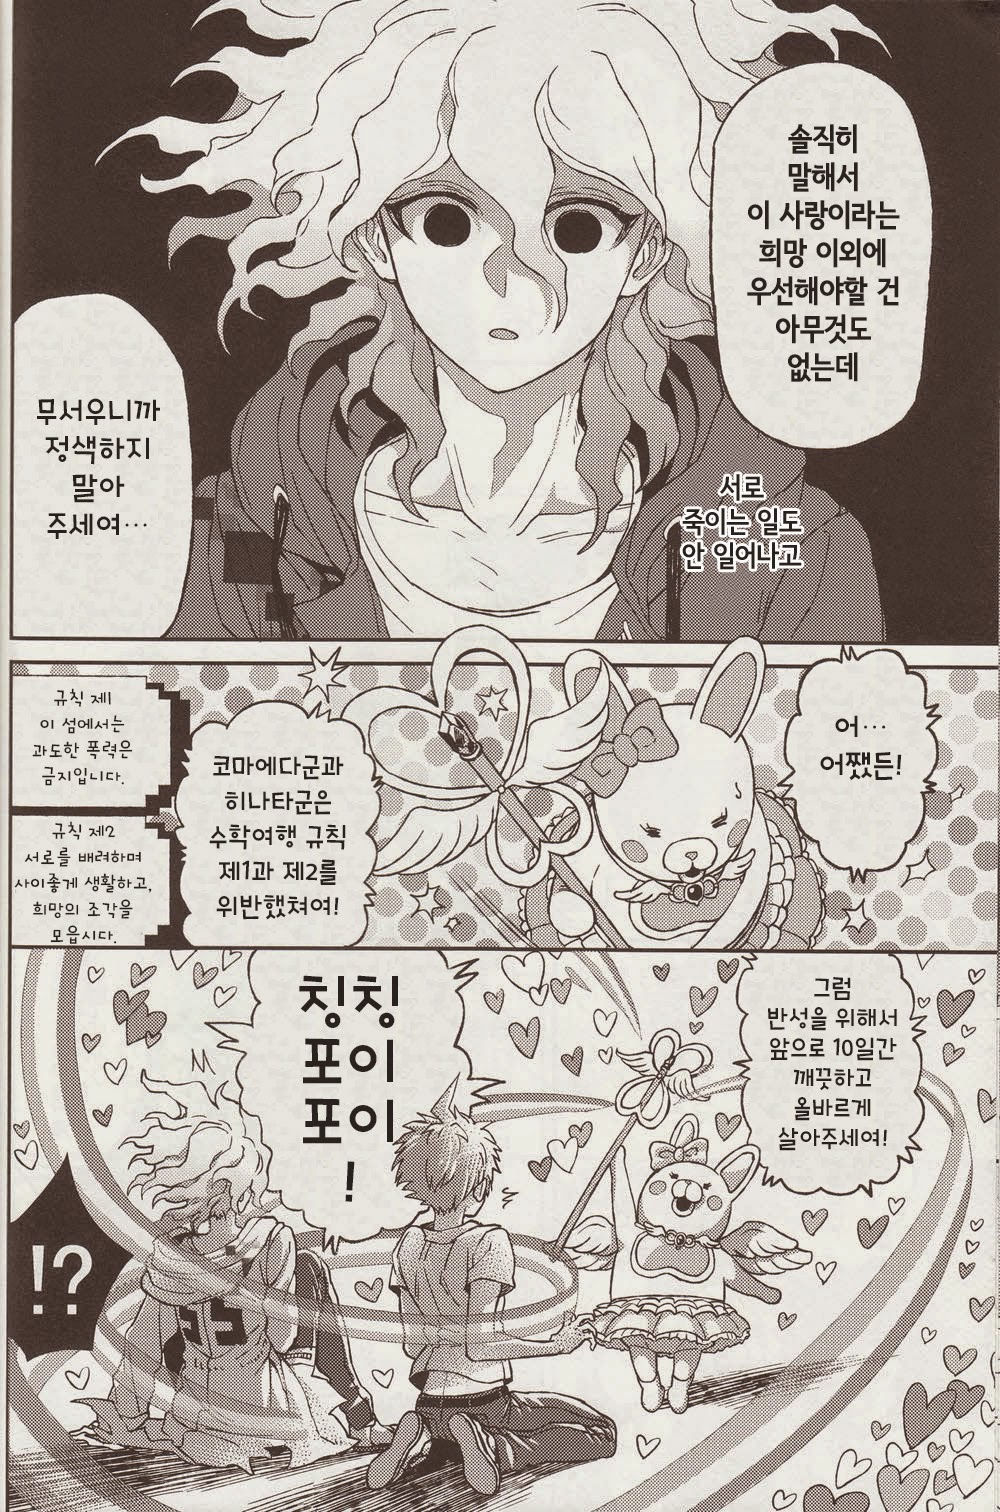 솔직히
말해서
이 사랑이라는
희망 이외에
우선해야할 건
아무것도
없는데
서로
죽이는 일도
안 일어나고
무서우니까
정색하지
말아
주세여…
어…
어쨌든!
코마에다군과
히나타군은
수학여행 규칙
제1과 제2를
위반했쪄여!
규칙 제1
이 섬에서는
과도한 폭력은
금지입니다.
규칙 제2
서로를 배려하며
사이좋게 생활하고,
희망의 조각을
모읍시다.
그럼
반성을 위해서
앞으로 10일간
깨끗하고
올바르게
살아주세여!
칭칭
포이
포이
!
!?
55